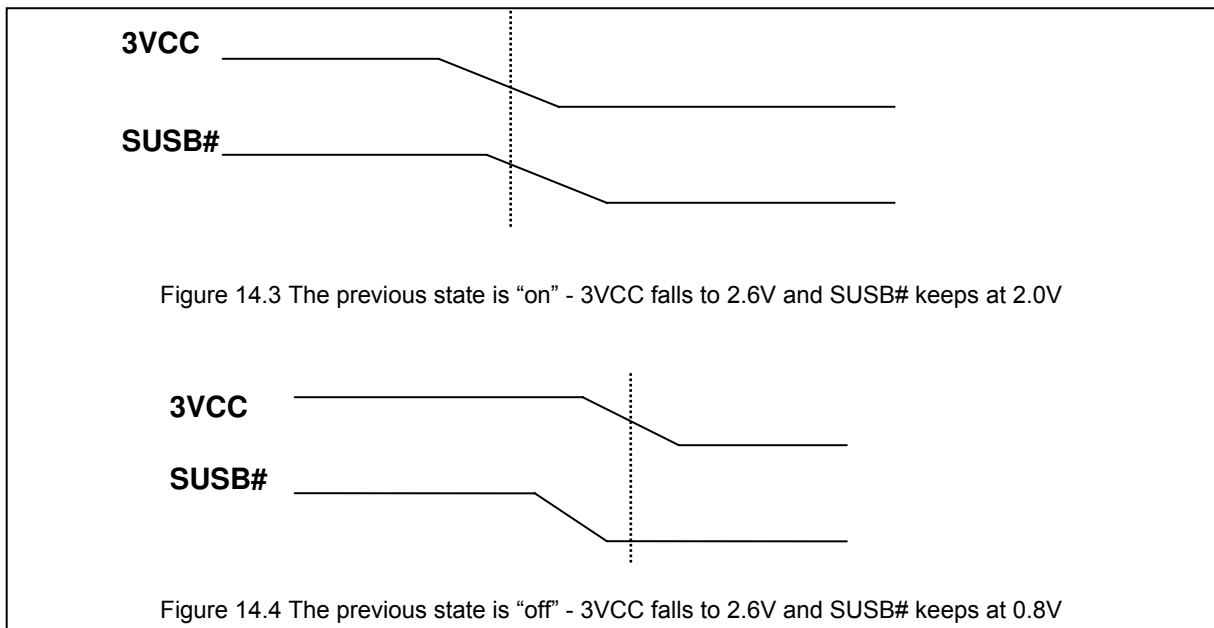 3VCC
SUSB#
Figure 14.3 The previous state is “on” - 3VCC falls to 2.6V and SUSB# keeps at 2.0V
3VCC
SUSB#
Figure 14.4 The previous state is “off” - 3VCC falls to 2.6V and SUSB# keeps at 0.8V